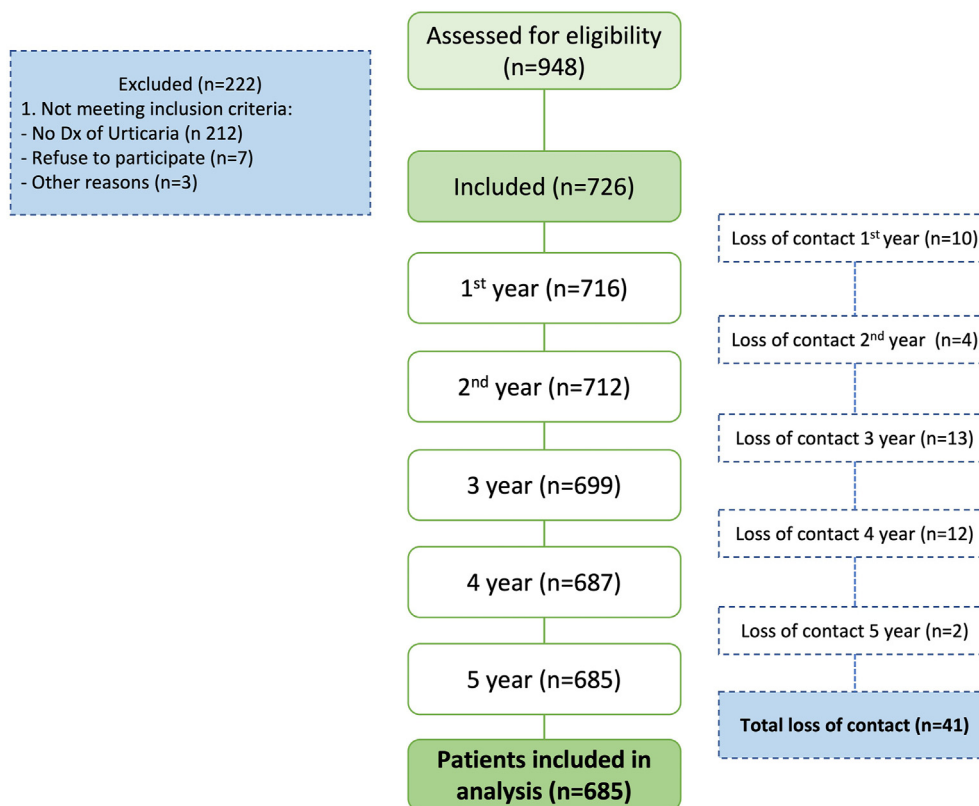 Assessed for eligibility
(n=948)
Excluded (n=222)
1. Not meeting inclusion criteria:
- No Dx of Urticaria (n 212)
- Refuse to participate (n=7)
- Other reasons (n=3)
Included (n=726)
Loss of contact 1st year (n=10)
1st year (n=716)
Loss of contact 2nd year (n=4)
2nd year (n=712)
Loss of contact 3 year (n=13)
3 year (n=699)
Loss of contact 4 year (n=12)
4 year (n=687)
Loss of contact 5 year (n=2)
5 year (n=685)
Total loss of contact (n=41)
Patients included in
analysis (n=685)